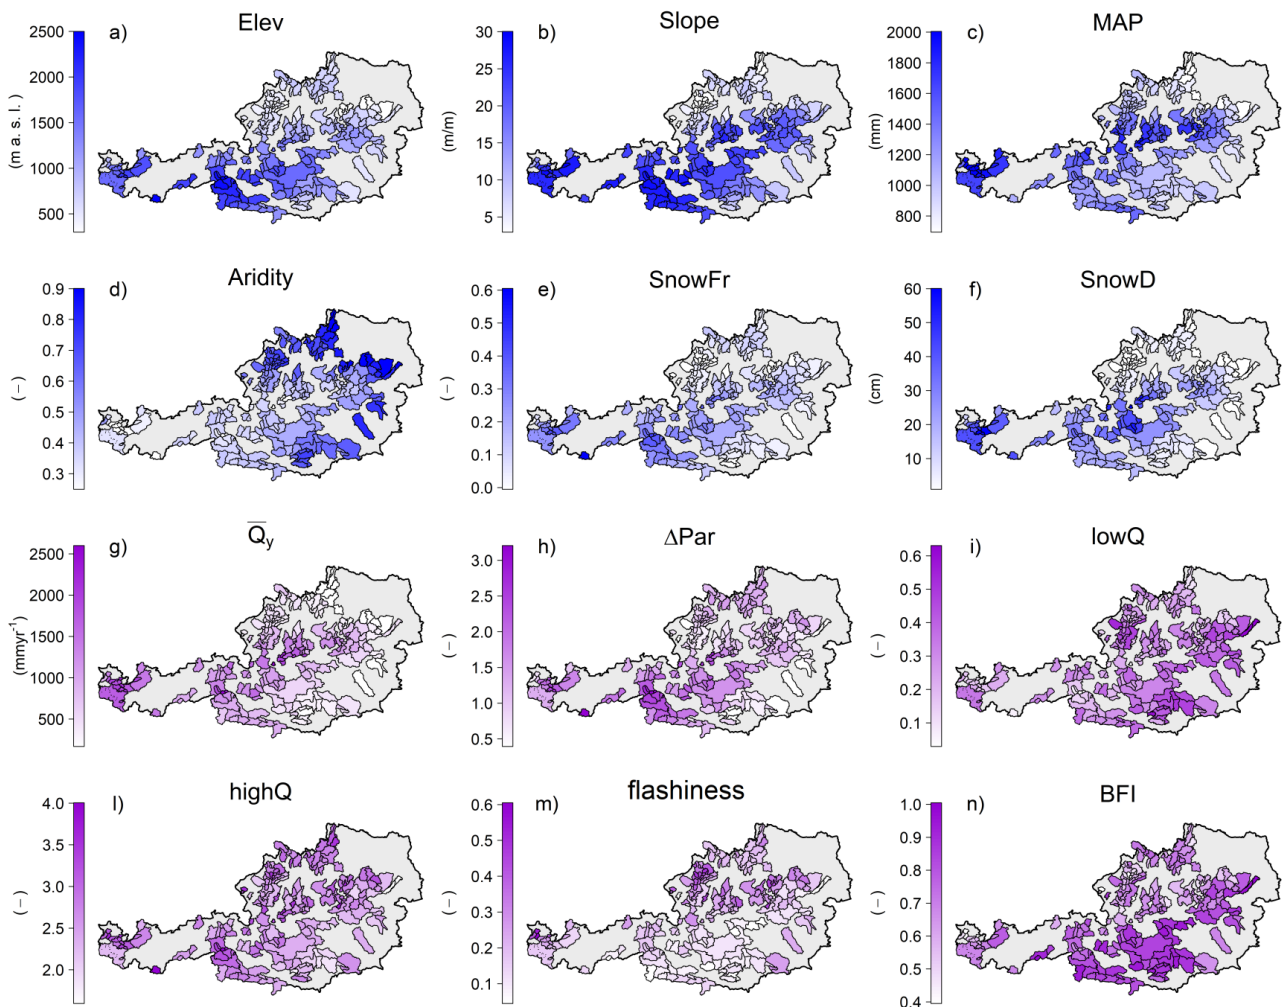 Elev
Slope
MAP
a)
b)
c)
2500
2000
1500
1000
500
(m a. s. l.)
30
25
20
15
10
5
(m/m)
2000
1800
1600
1400
1200
1000
800
(mm)
Aridity
SnowFr
SnowD
d)
e)
f)
0.9
0.8
0.7
0.6
0.5
0.4
0.3
(−)
0.6
0.5
0.4
0.3
0.2
0.1
0.0
(−)
60
50
40
30
20
10
(cm)
Q̅y
ΔPar
lowQ
g)
h)
i)
2500
2000
1500
1000
500
(mmyr⁻¹)
3.0
2.5
2.0
1.5
1.0
0.5
(−)
0.6
0.5
0.4
0.3
0.2
0.1
(−)
highQ
flashiness
BFI
l)
m)
n)
4.0
3.5
3.0
2.5
2.0
(−)
0.6
0.5
0.4
0.3
0.2
0.1
(−)
1.0
0.9
0.8
0.7
0.6
0.5
0.4
(−)